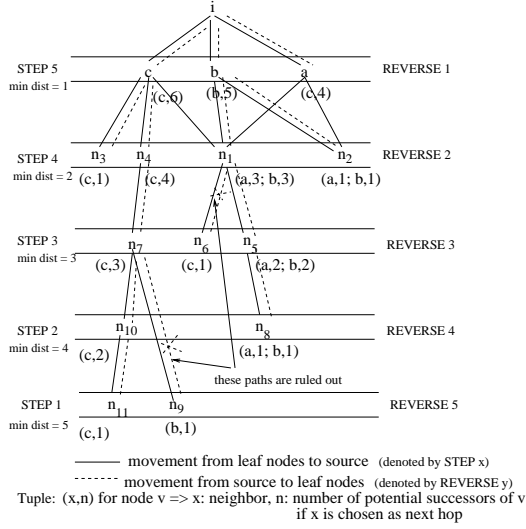 i
STEP 5
c
b
a
REVERSE 1
min dist = 1
(c,6)
(b,5)
(c,4)
n3
n4
n1
n2
REVERSE 2
STEP 4
min dist = 2
(c,1)
(c,4)
(a,3; b,3)
(a,1; b,1)
STEP 3
n7
n6
n5
REVERSE 3
min dist = 3
(c,3)
(c,1)
(a,2; b,2)
STEP 2
n10
n8
REVERSE 4
min dist = 4
(c,2)
(a,1; b,1)
these paths are ruled out
STEP 1
n11
n9
REVERSE 5
min dist = 5
(c,1)
(b,1)
movement from leaf nodes to source (denoted by STEP x)
movement from source to leaf nodes (denoted by REVERSE y)
Tuple: (x,n) for node v => x: neighbor, n: number of potential successors of v
if x is chosen as next hop